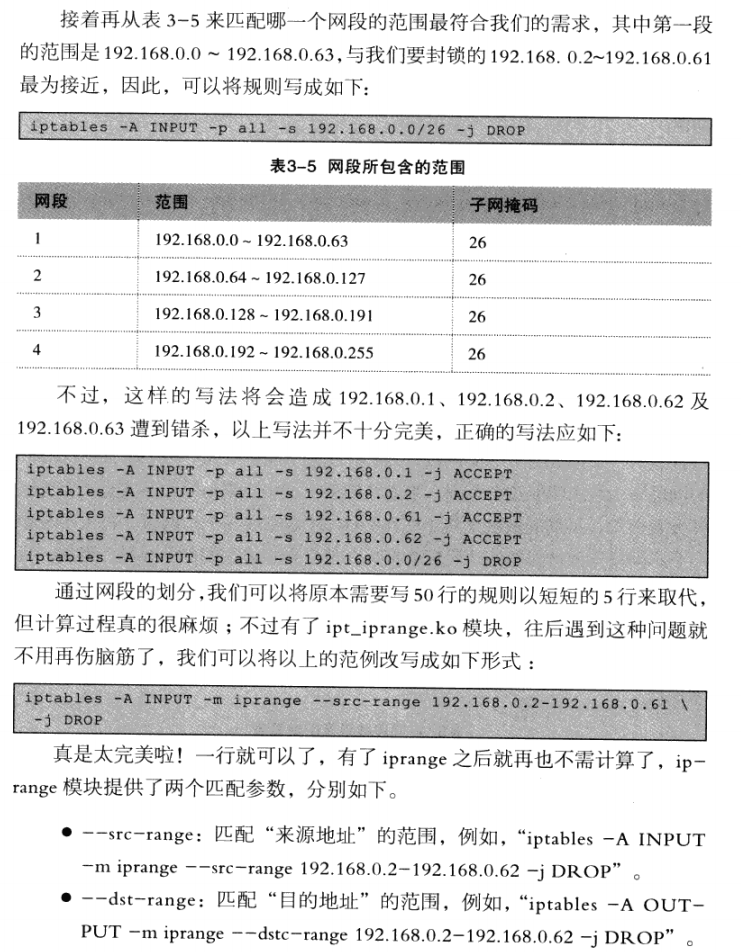 接着再从表 3-5 来匹配哪一个网段的范围最符合我们的需求，其中第一段
的范围是 192.168.0.0 ~ 192.168.0.63，与我们要封锁的192.168. 0.2~192.168.0.61
最为接近，因此，可以将规则写成如下：
iptables -A INPUT -p all -s 192.168.0.0/26 -j DROP
表3-5 网段所包含的范围
网段 范围 子网掩码
1 192.168.0.0 ~ 192.168.0.63 26
2 192.168.0.64 ~ 192.168.0.127 26
3 192.168.0.128 ~ 192.168.0.191 26
4 192.168.0.192 ~ 192.168.0.255 26
不过，这样的写法将会造成 192.168.0.1、192.168.0.2、192.168.0.62 及
192.168.0.63 遭到错杀，以上写法并不十分完美，正确的写法应如下：
iptables -A INPUT -p all -s 192.168.0.1 -j ACCEPT
iptables -A INPUT -p all -s 192.168.0.2 -j ACCEPT
iptables -A INPUT -p all -s 192.168.0.61 -j ACCEPT
iptables -A INPUT -p all -s 192.168.0.62 -j ACCEPT
iptables -A INPUT -p all -s 192.168.0.0/26 -j DROP
通过网段的划分，我们可以将原本需要写 50 行的规则以短短的 5 行来取代，
但计算过程真的很麻烦；不过有了 ipt_iprange.ko 模块，往后遇到这种问题就
不用再伤脑筋了，我们可以将以上的范例改写成如下形式：
iptables -A INPUT -m iprange --src-range 192.168.0.2-192.168.0.61 \
-j DROP
真是太完美啦！一行就可以了，有了 iprange 之后就再也不需计算了，ip-
range 模块提供了两个匹配参数，分别如下。
● --src-range：匹配“来源地址”的范围，例如，“iptables -A INPUT
-m iprange --src-range 192.168.0.2-192.168.0.62 -j DROP”。
● --dst-range：匹配“目的地址”的范围，例如，“iptables -A OUT-
PUT -m iprange --dstc-range 192.168.0.2-192.168.0.62 -j DROP”。